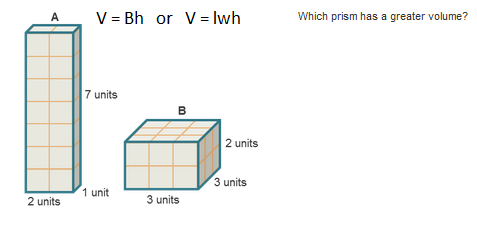 A
V = Bh or V = lwh
Which prism has a greater volume?
7 units
B
2 units
3 units
1 unit
2 units
3 units